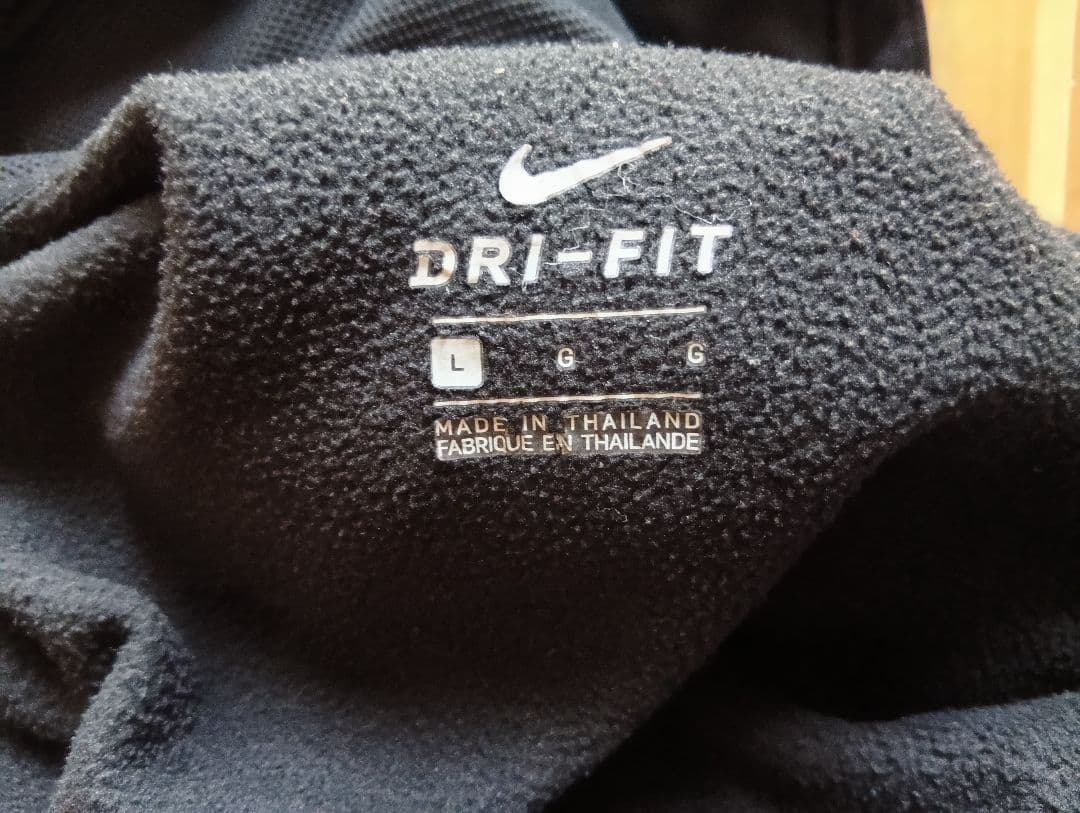 DRI-FIT
L G G
MADE IN THAILAND
FABRIQUE EN THAILANDE